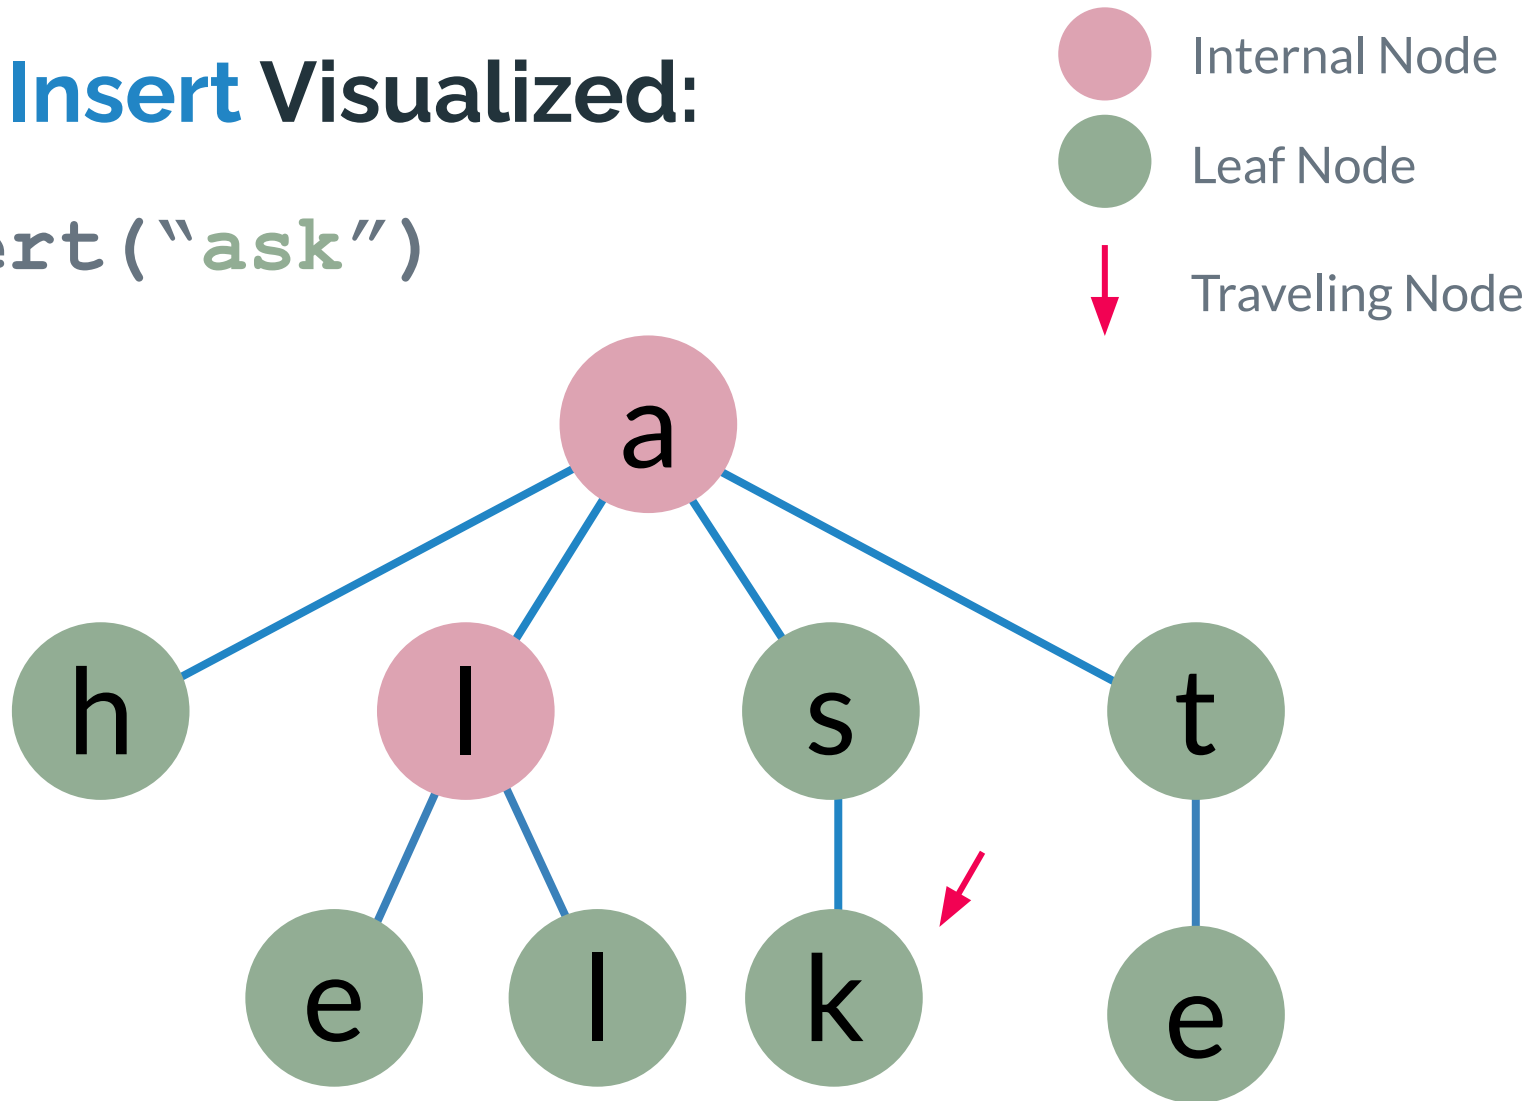 Insert Visualized:
ert(“ask”)
Internal Node
Leaf Node
Traveling Node
a
h l s t
e l k e